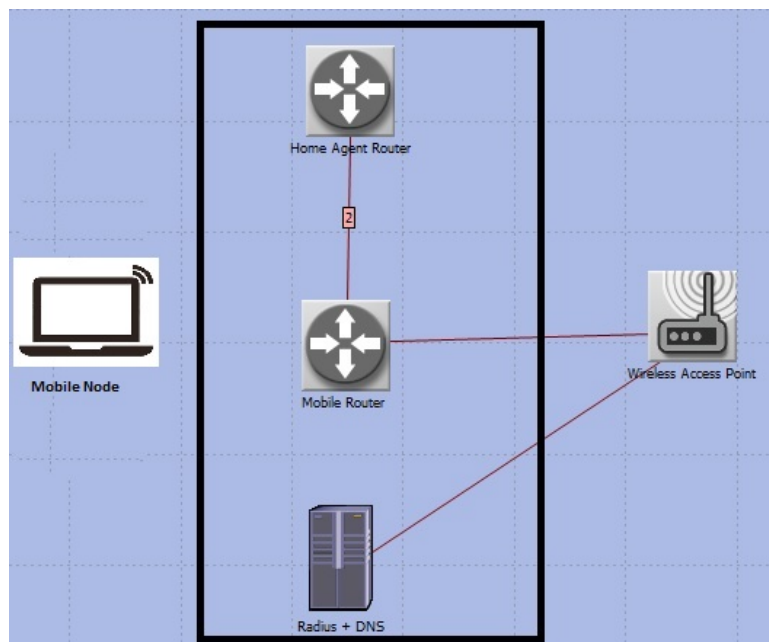 Home Agent Router
2
Mobile Node
Mobile Router
Wireless Access Point
Radius + DNS